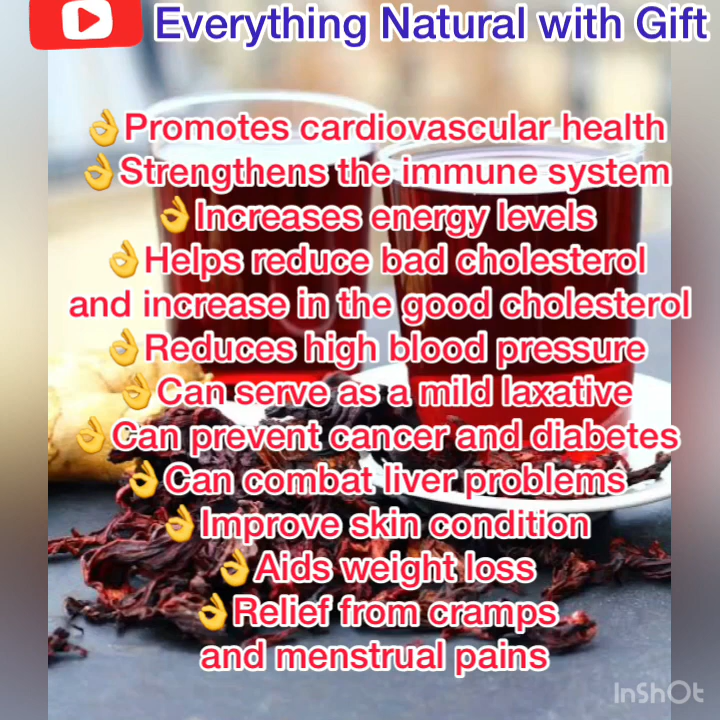 Everything Natural with Gift
👌Promotes cardiovascular health
👌Strengthens the immune system
👌Increases energy levels
👌Helps reduce bad cholesterol
and increase in the good cholesterol
👌Reduces high blood pressure
👌Can serve as a mild laxative
👌Can prevent cancer and diabetes
👌Can combat liver problems
👌Improve skin condition
👌Aids weight loss
👌Relief from cramps
and menstrual pains
InShOt